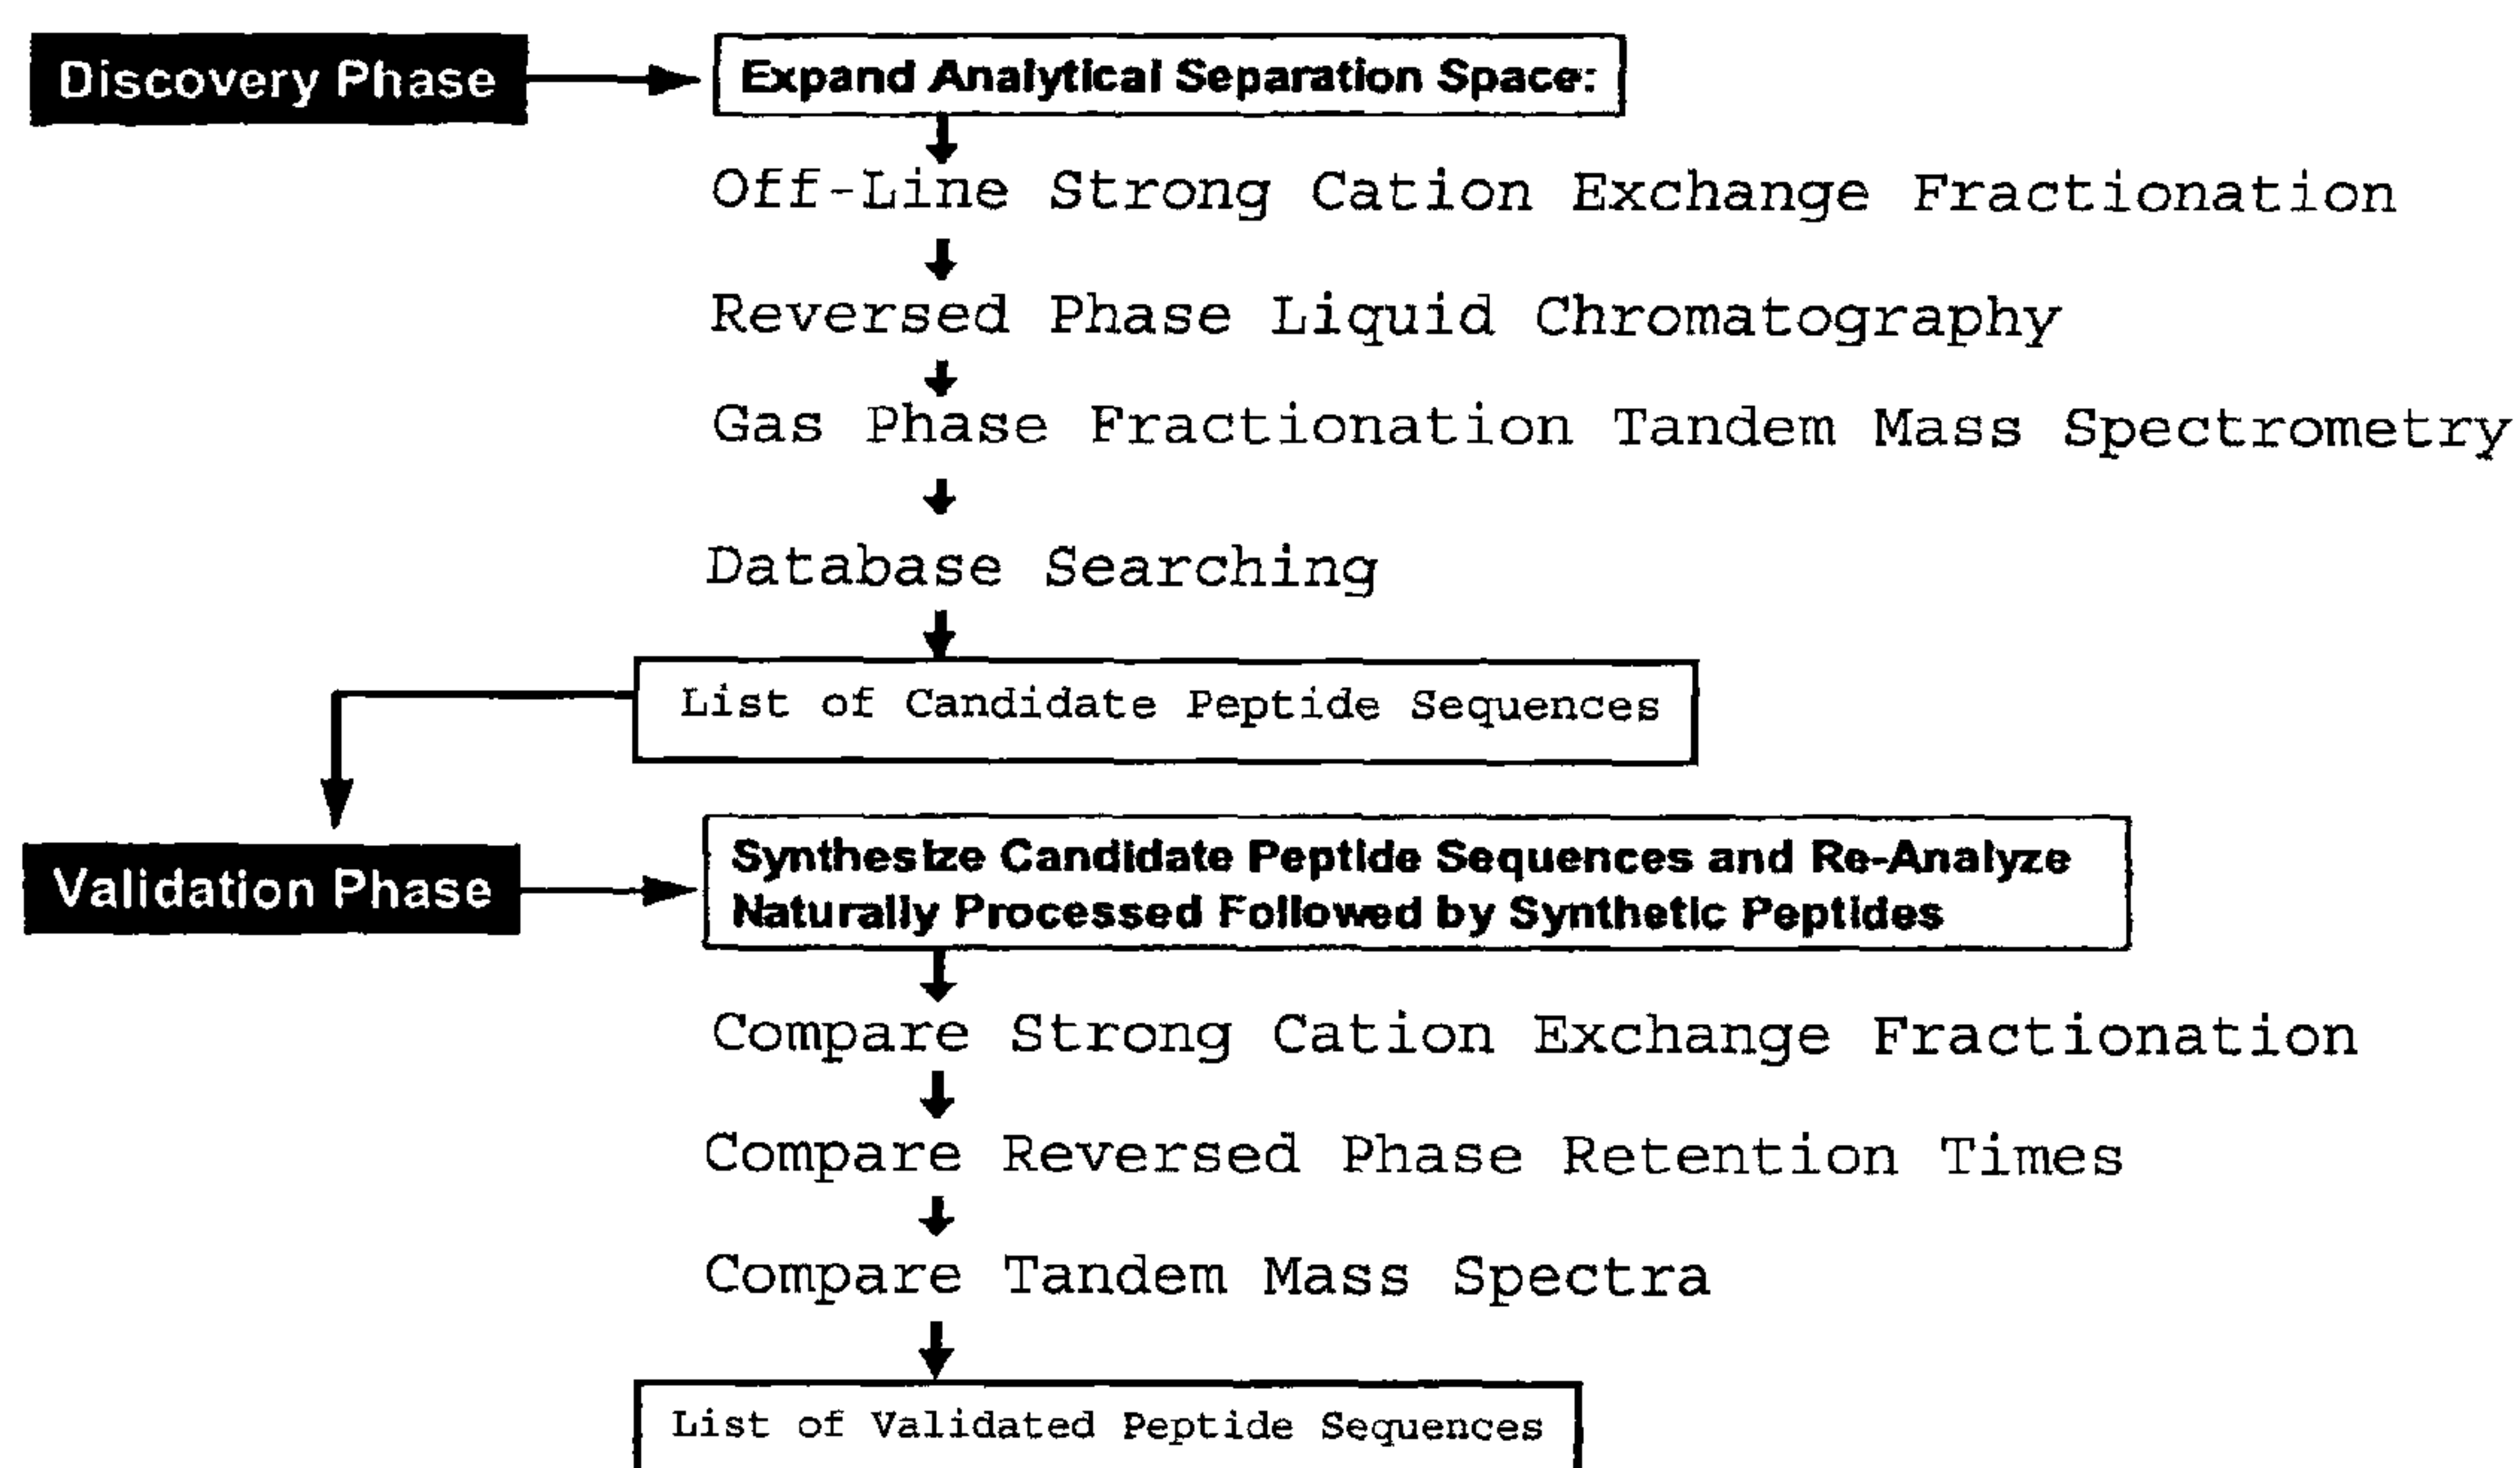 Discovery Phase
Expand Analytical Separation Space:
Off-Line Strong Cation Exchange Fractionation
Reversed Phase Liquid Chromatography
Gas Phase Fractionation Tandem Mass Spectrometry
Database Searching
List of Candidate Peptide Sequences
Validation Phase
Synthesize Candidate Peptide Sequences and Re-Analyze
Naturally Processed Followed by Synthetic Peptides
Compare Strong Cation Exchange Fractionation
Compare Reversed Phase Retention Times
Compare Tandem Mass Spectra
List of Validated Peptide Sequences